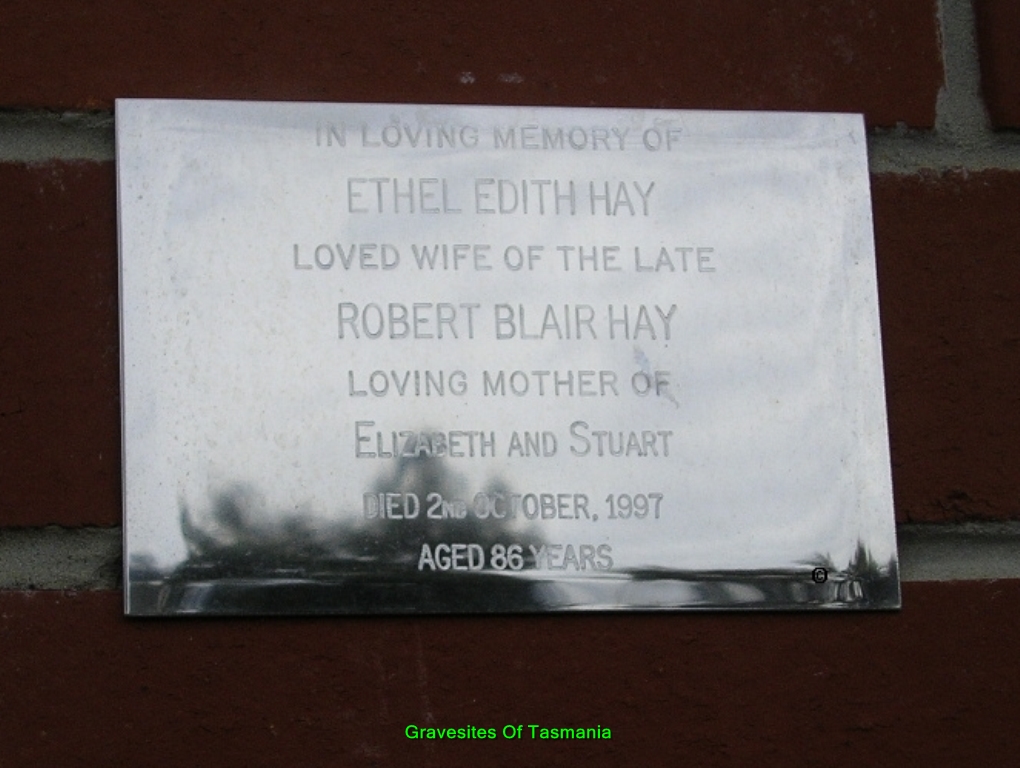 IN LOVING MEMORY OF
ETHEL EDITH HAY
LOVED WIFE OF THE LATE
ROBERT BLAIR HAY
LOVING MOTHER OF
ELIZABETH AND STUART
DIED 2ND OCTOBER, 1997
AGED 86 YEARS
©
Gravesites Of Tasmania